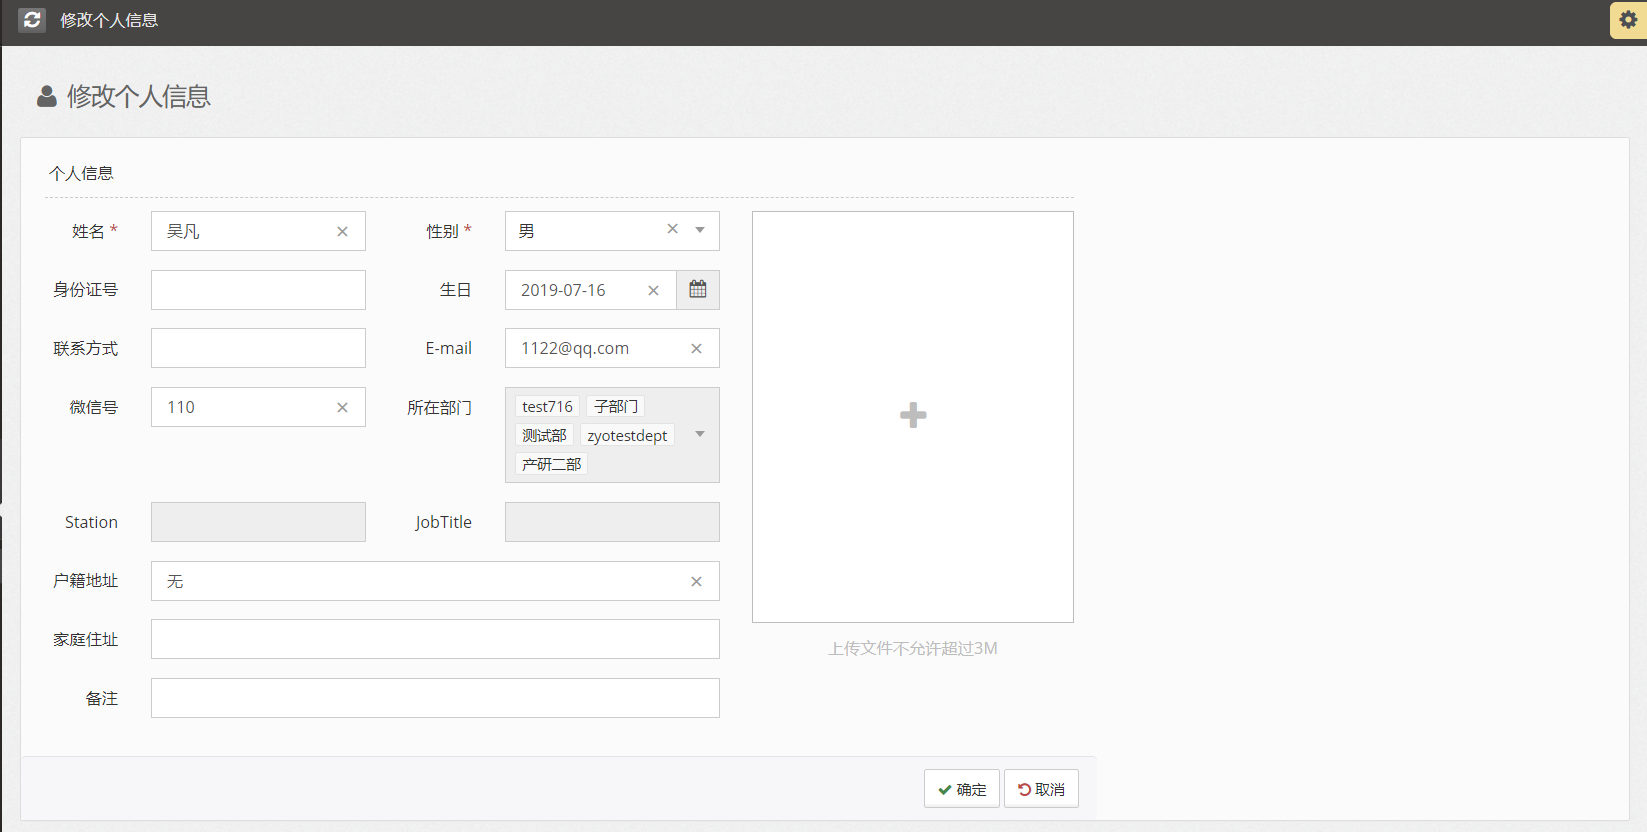 修改个人信息
修改个人信息
个人信息
姓名 * 吴凡 性别 * 男
身份证号 生日 2019-07-16
联系方式 E-mail 1122@qq.com
微信号 110 所在部门 test716 子部门
测试部 zyotestdept
产研二部
Station JobTitle
户籍地址 无
家庭住址
上传文件不允许超过3M
备注
确定 取消